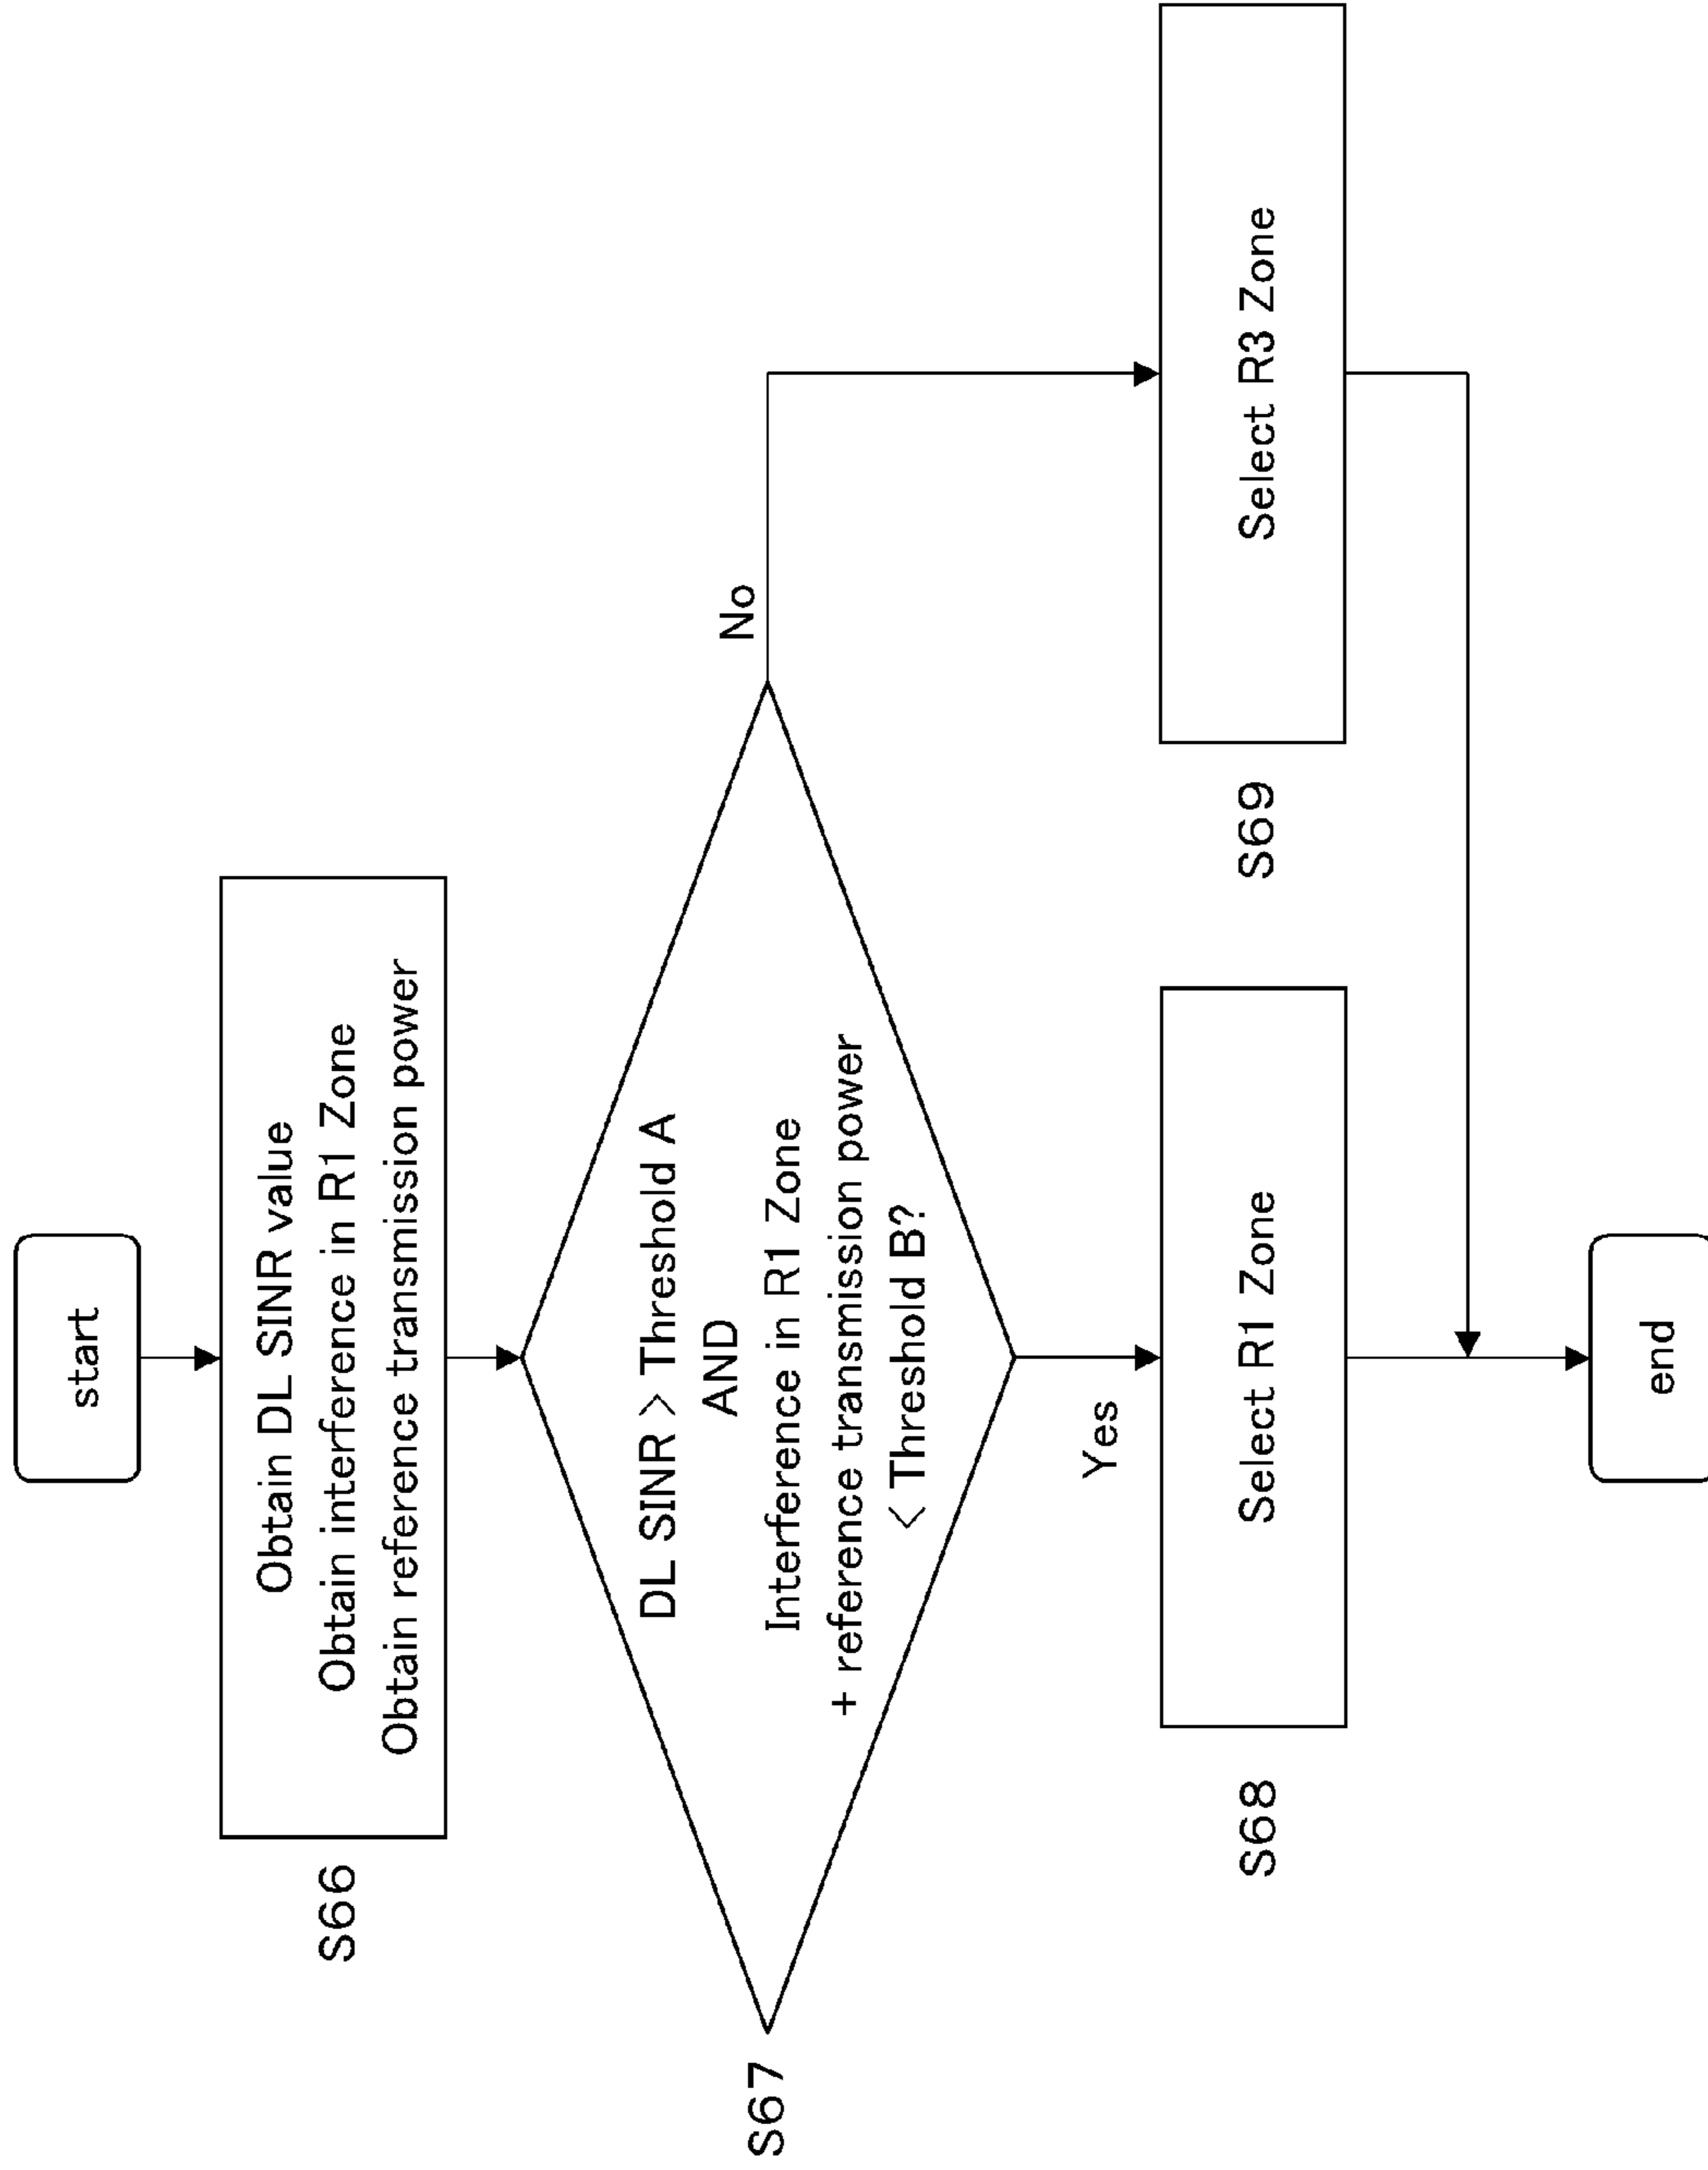 start
S66
Obtain DL SINR value
Obtain interference in R1 Zone
Obtain reference transmission power
S67
DL SINR > Threshold A
AND
Interference in R1 Zone
+ reference transmission power
< Threshold B?
No
Yes
S68
Select R1 Zone
S69
Select R3 Zone
end